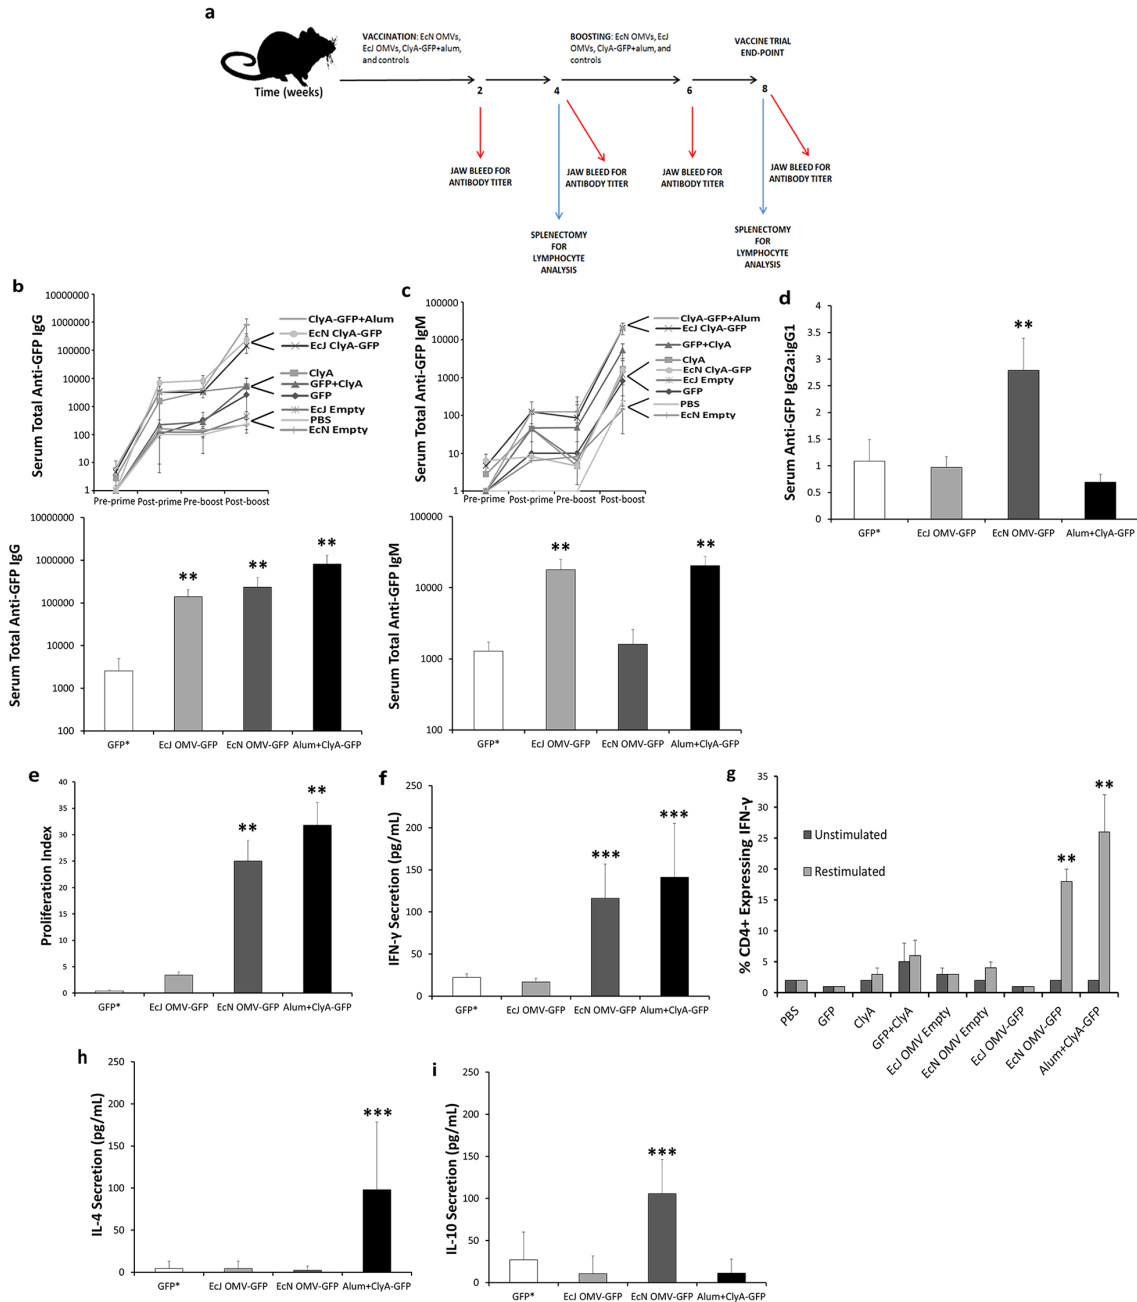 a
VACCINATION: EcN OMVs,
EcJ OMVs, ClyA-GFP+alum,
and controls
BOOSTING: EcN OMVs, EcJ
OMVs, ClyA-GFP+alum, and
controls
VACCINE TRIAL
END-POINT
Time (weeks)
2
4
6
8
JAW BLEED FOR
ANTIBODY TITER
JAW BLEED FOR
ANTIBODY TITER
JAW BLEED FOR
ANTIBODY TITER
JAW BLEED FOR
ANTIBODY TITER
SPLENECTOMY
FOR
LYMPHOCYTE
ANALYSIS
SPLENECTOMY
FOR
LYMPHOCYTE
ANALYSIS
b
Serum Total Anti-GFP IgG
10000000
1000000
100000
10000
1000
100
10
1
Pre-prime Post-prime Pre-boost Post-boost
ClyA-GFP+Alum
EcN ClyA-GFP
EcJ ClyA-GFP
ClyA
GFP+ClyA
GFP
EcJ Empty
PBS
EcN Empty
Serum Total Anti-GFP IgG
10000000
1000000
100000
10000
1000
100
** ** **
GFP* EcJ OMV-GFP EcN OMV-GFP Alum+ClyA-GFP
c
Serum Total Anti-GFP IgM
100000
10000
1000
100
10
1
Pre-prime Post-prime Pre-boost Post-boost
ClyA-GFP+Alum
EcJ ClyA-GFP
GFP+ClyA
ClyA
EcN ClyA-GFP
EcJ Empty
GFP
PBS
EcN Empty
Serum Total Anti-GFP IgM
100000
10000
1000
100
** **
GFP* EcJ OMV-GFP EcN OMV-GFP Alum+ClyA-GFP
d
Serum Anti-GFP IgG2a:IgG1
4
3.5
3
2.5
2
1.5
1
0.5
0
**
GFP* EcJ OMV-GFP EcN OMV-GFP Alum+ClyA-GFP
e
Proliferation Index
40
35
30
25
20
15
10
5
0
** **
GFP* EcJ OMV-GFP EcN OMV-GFP Alum+ClyA-GFP
f
IFN-γ Secretion (pg/mL)
250
200
150
100
50
0
*** ***
GFP* EcJ OMV-GFP EcN OMV-GFP Alum+ClyA-GFP
g
% CD4+ Expressing IFN-γ
35
30
25
20
15
10
5
0
Unstimulated
Restimulated
** **
PBS
GFP
ClyA
GFP+ClyA
EcJ OMV Empty
EcN OMV Empty
EcJ OMV-GFP
EcN OMV-GFP
Alum+ClyA-GFP
h
IL-4 Secretion (pg/mL)
250
200
150
100
50
0
***
GFP* EcJ OMV-GFP EcN OMV-GFP Alum+ClyA-GFP
i
IL-10 Secretion (pg/mL)
250
200
150
100
50
0
***
GFP* EcJ OMV-GFP EcN OMV-GFP Alum+ClyA-GFP